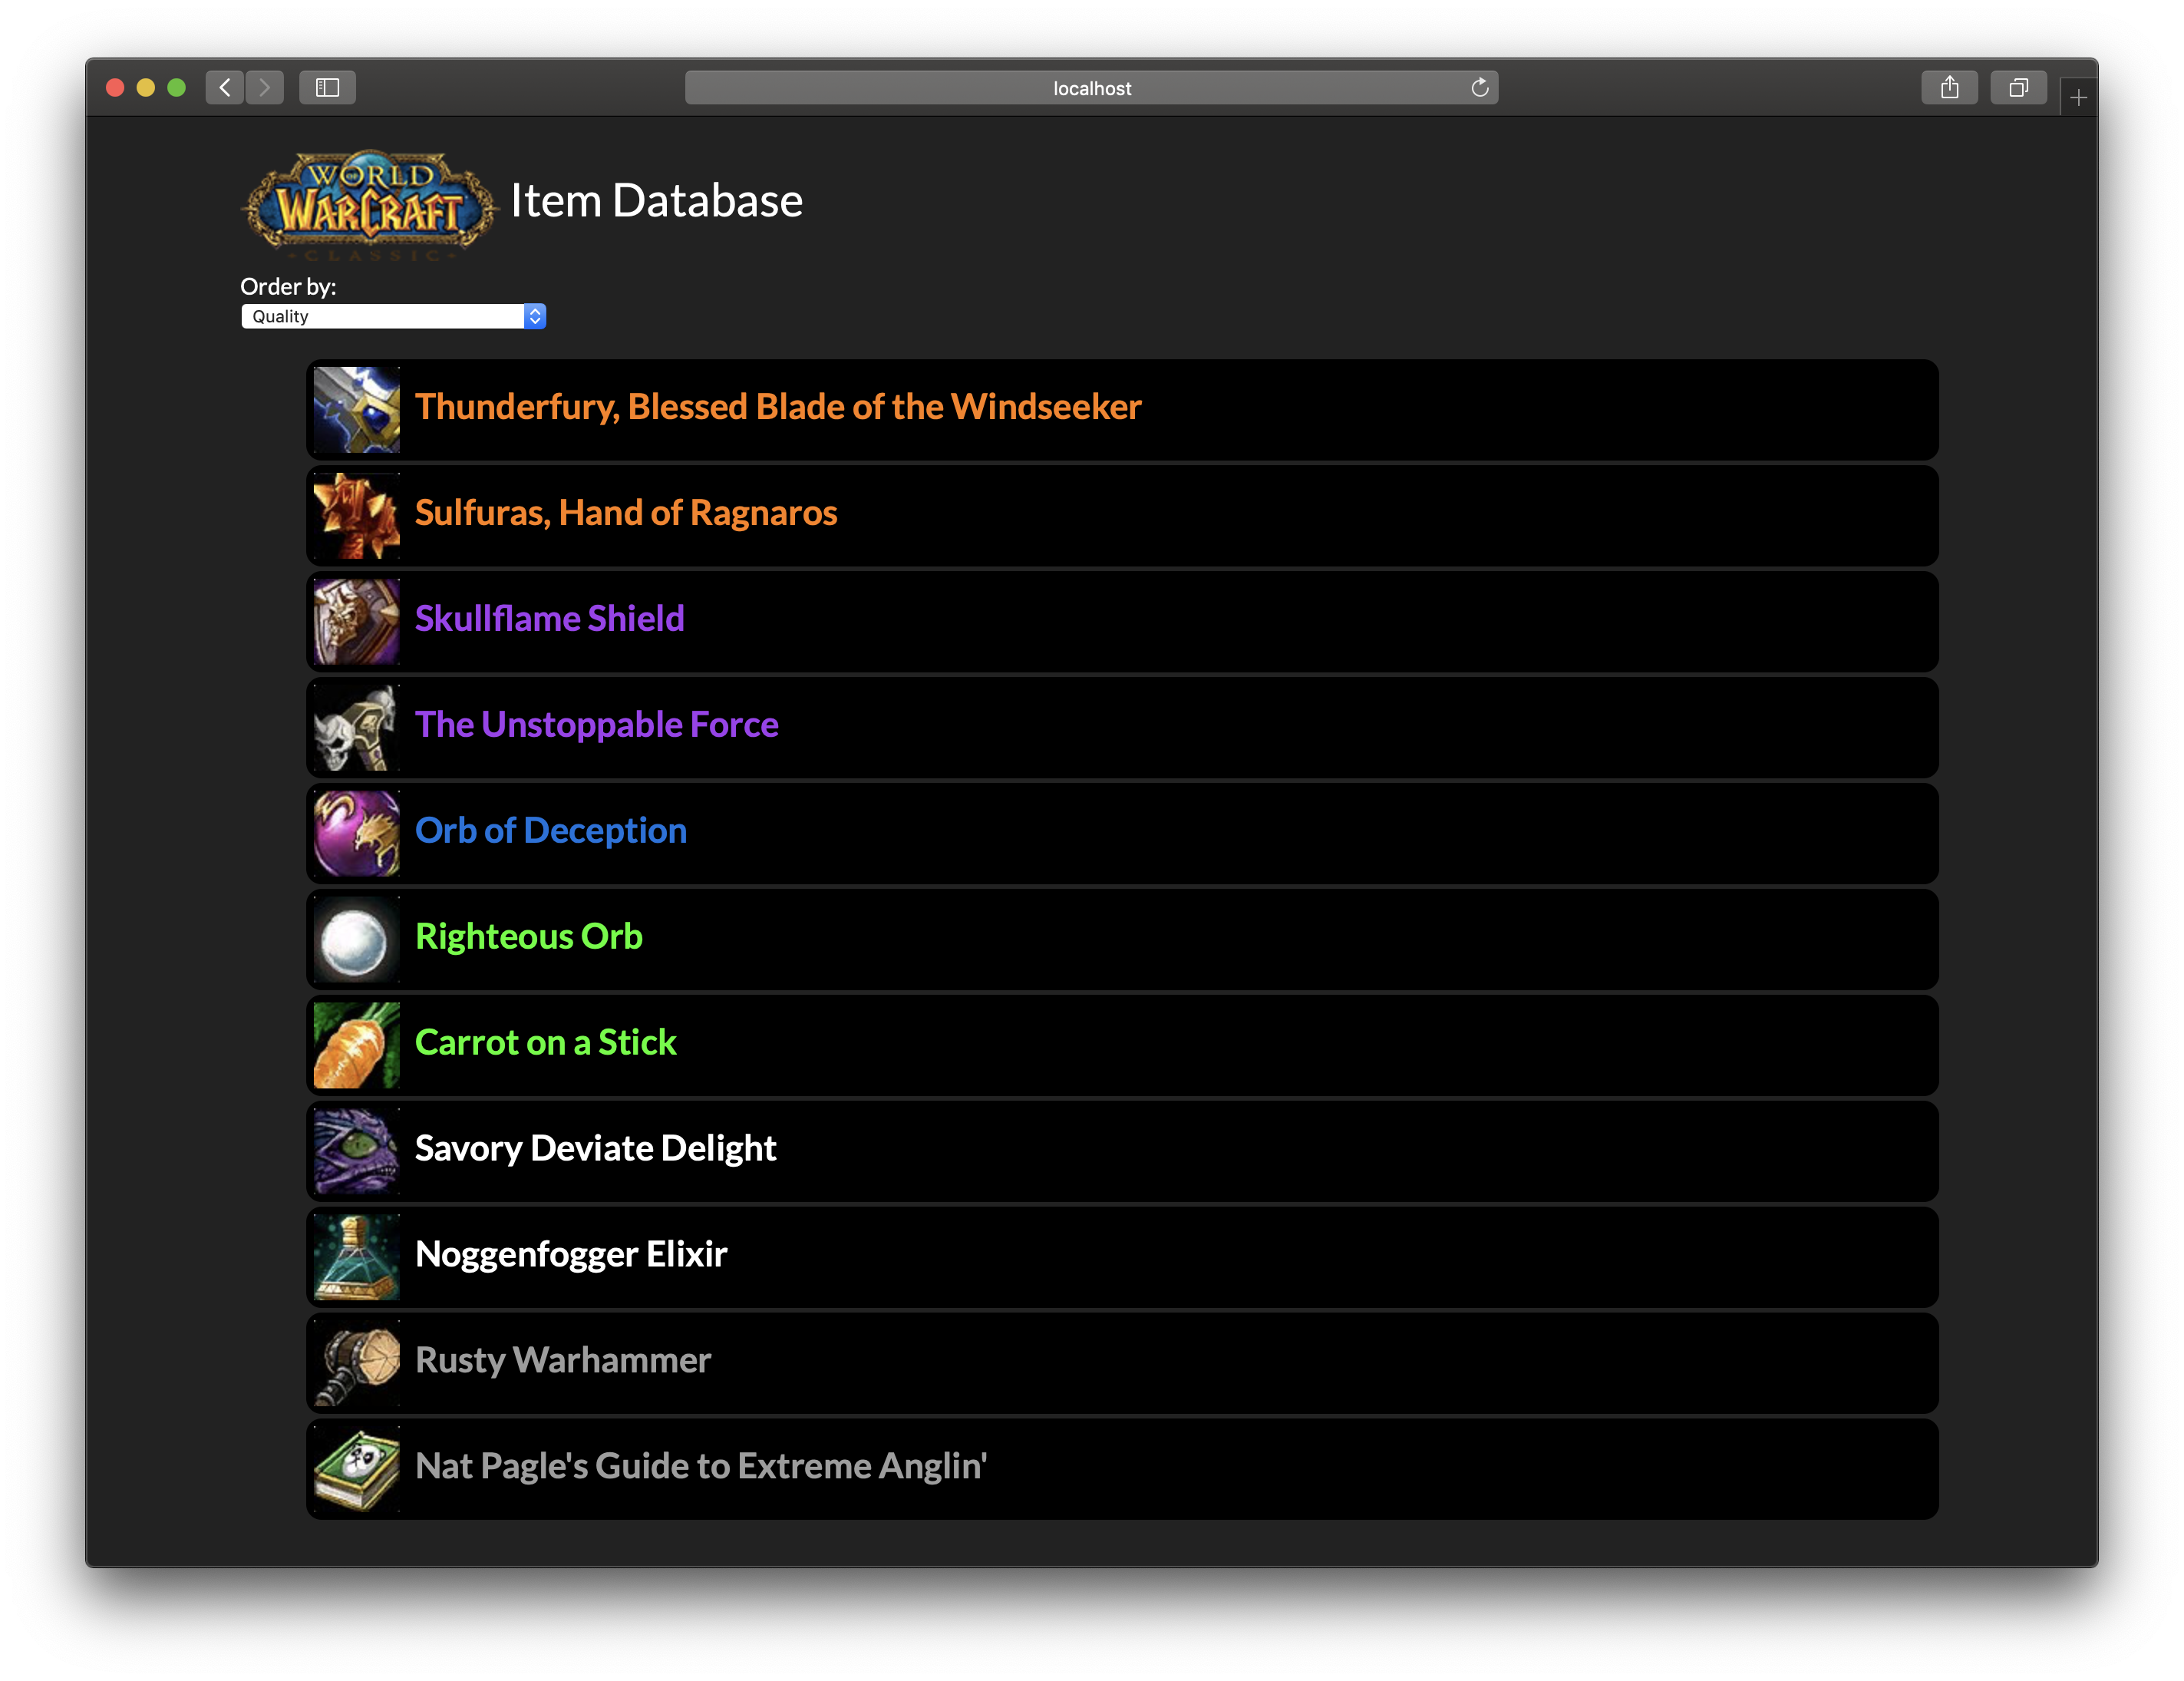 localhost
WORLD OF
WARCRAFT
CLASSIC
Item Database
Order by:
Quality
Thunderfury, Blessed Blade of the Windseeker
Sulfuras, Hand of Ragnaros
Skullflame Shield
The Unstoppable Force
Orb of Deception
Righteous Orb
Carrot on a Stick
Savory Deviate Delight
Noggenfogger Elixir
Rusty Warhammer
Nat Pagle's Guide to Extreme Anglin'